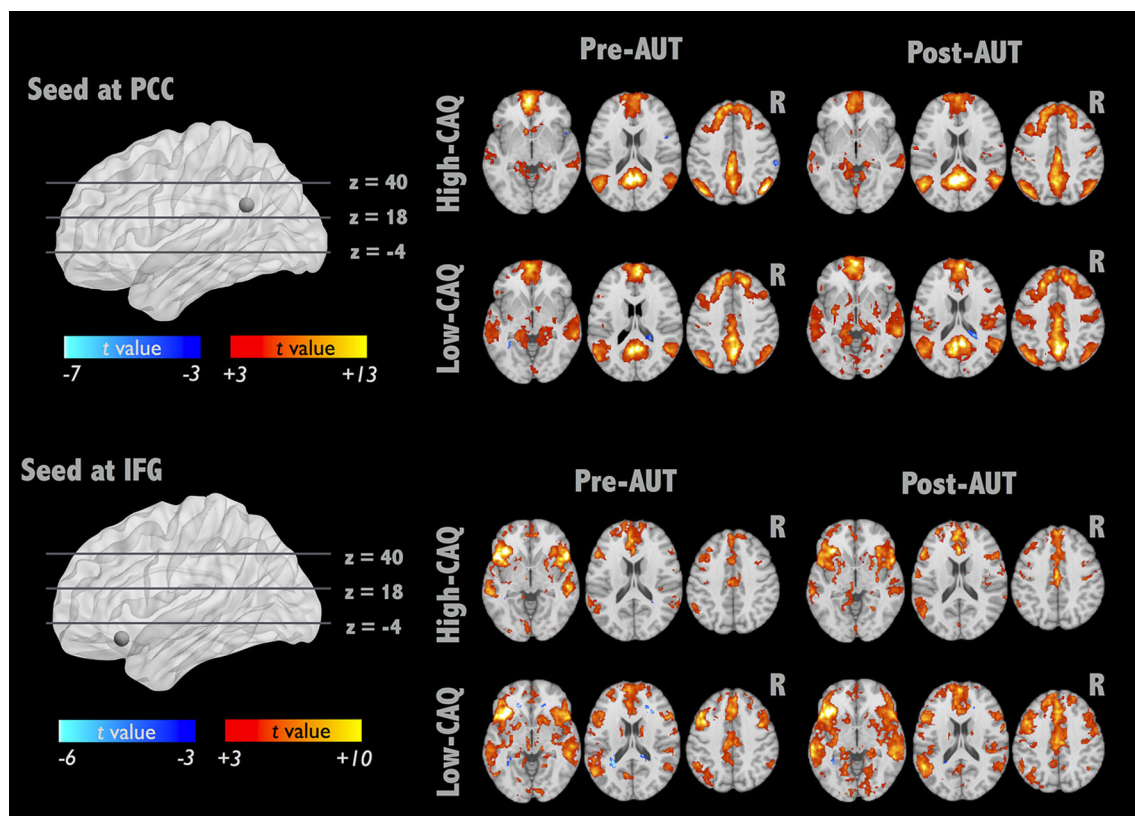 Pre-AUT Post-AUT
Seed at PCC
High-CAQ
R R
z = 40
z = 18
z = -4
Low-CAQ
R R
t value t value
-7 -3 +3 +13
Seed at IFG
Pre-AUT Post-AUT
High-CAQ
R R
z = 40
z = 18
z = -4
Low-CAQ
R R
t value t value
-6 -3 +3 +10